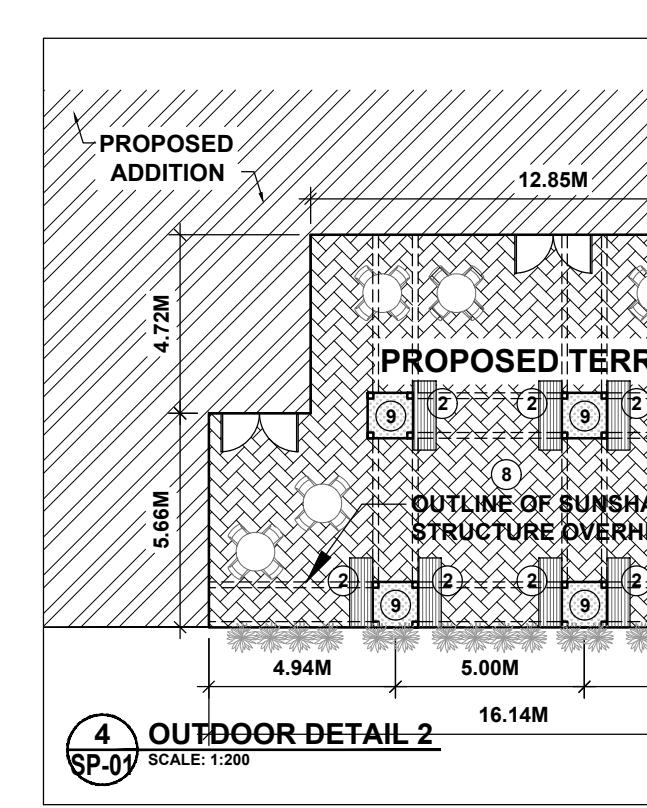 PROPOSED
ADDITION
12.85M
4.72M
PROPOSED TERR
9
2
2
9
2
8
OUTLINE OF SUNSHA
STRUCTURE OVERH
5.66M
2
9
2
2
9
2
4.94M
5.00M
16.14M
4
SP-01
OUTDOOR DETAIL 2
SCALE: 1:200